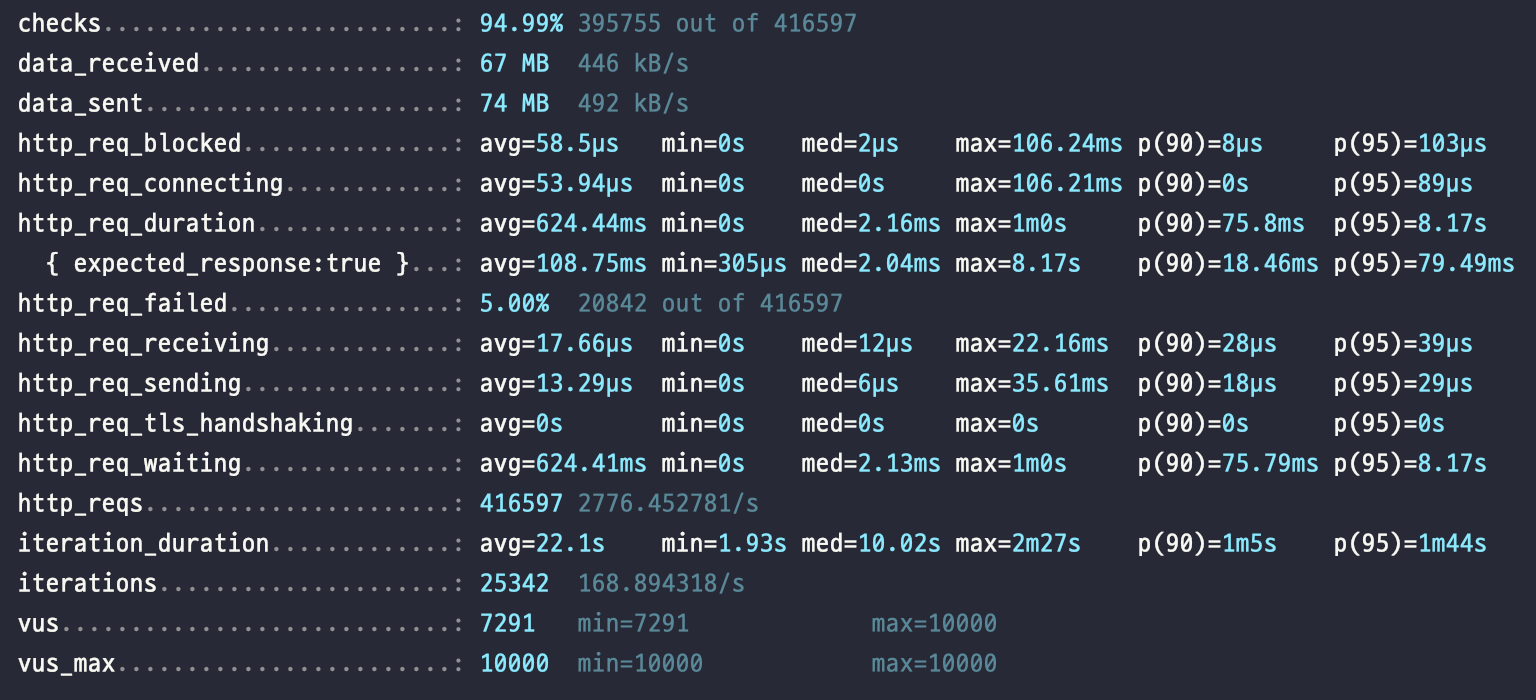 checks.........................: 94.99% 395755 out of 416597
data_received..................: 67 MB  446 kB/s
data_sent......................: 74 MB  492 kB/s
http_req_blocked...............: avg=58.5µs   min=0s    med=2µs    max=106.24ms p(90)=8µs     p(95)=103µs
http_req_connecting............: avg=53.94µs  min=0s    med=0s     max=106.21ms p(90)=0s      p(95)=89µs
http_req_duration..............: avg=624.44ms min=0s    med=2.16ms max=1m0s     p(90)=75.8ms  p(95)=8.17s
  { expected_response:true }...: avg=108.75ms min=305µs med=2.04ms max=8.17s    p(90)=18.46ms p(95)=79.49ms
http_req_failed................: 5.00%  20842 out of 416597
http_req_receiving.............: avg=17.66µs  min=0s    med=12µs   max=22.16ms  p(90)=28µs    p(95)=39µs
http_req_sending...............: avg=13.29µs  min=0s    med=6µs    max=35.61ms  p(90)=18µs    p(95)=29µs
http_req_tls_handshaking.......: avg=0s       min=0s    med=0s     max=0s       p(90)=0s      p(95)=0s
http_req_waiting...............: avg=624.41ms min=0s    med=2.13ms max=1m0s     p(90)=75.79ms p(95)=8.17s
http_reqs......................: 416597 2776.452781/s
iteration_duration.............: avg=22.1s    min=1.93s med=10.02s max=2m27s    p(90)=1m5s    p(95)=1m44s
iterations.....................: 25342  168.894318/s
vus............................: 7291   min=7291             max=10000
vus_max........................: 10000  min=10000            max=10000